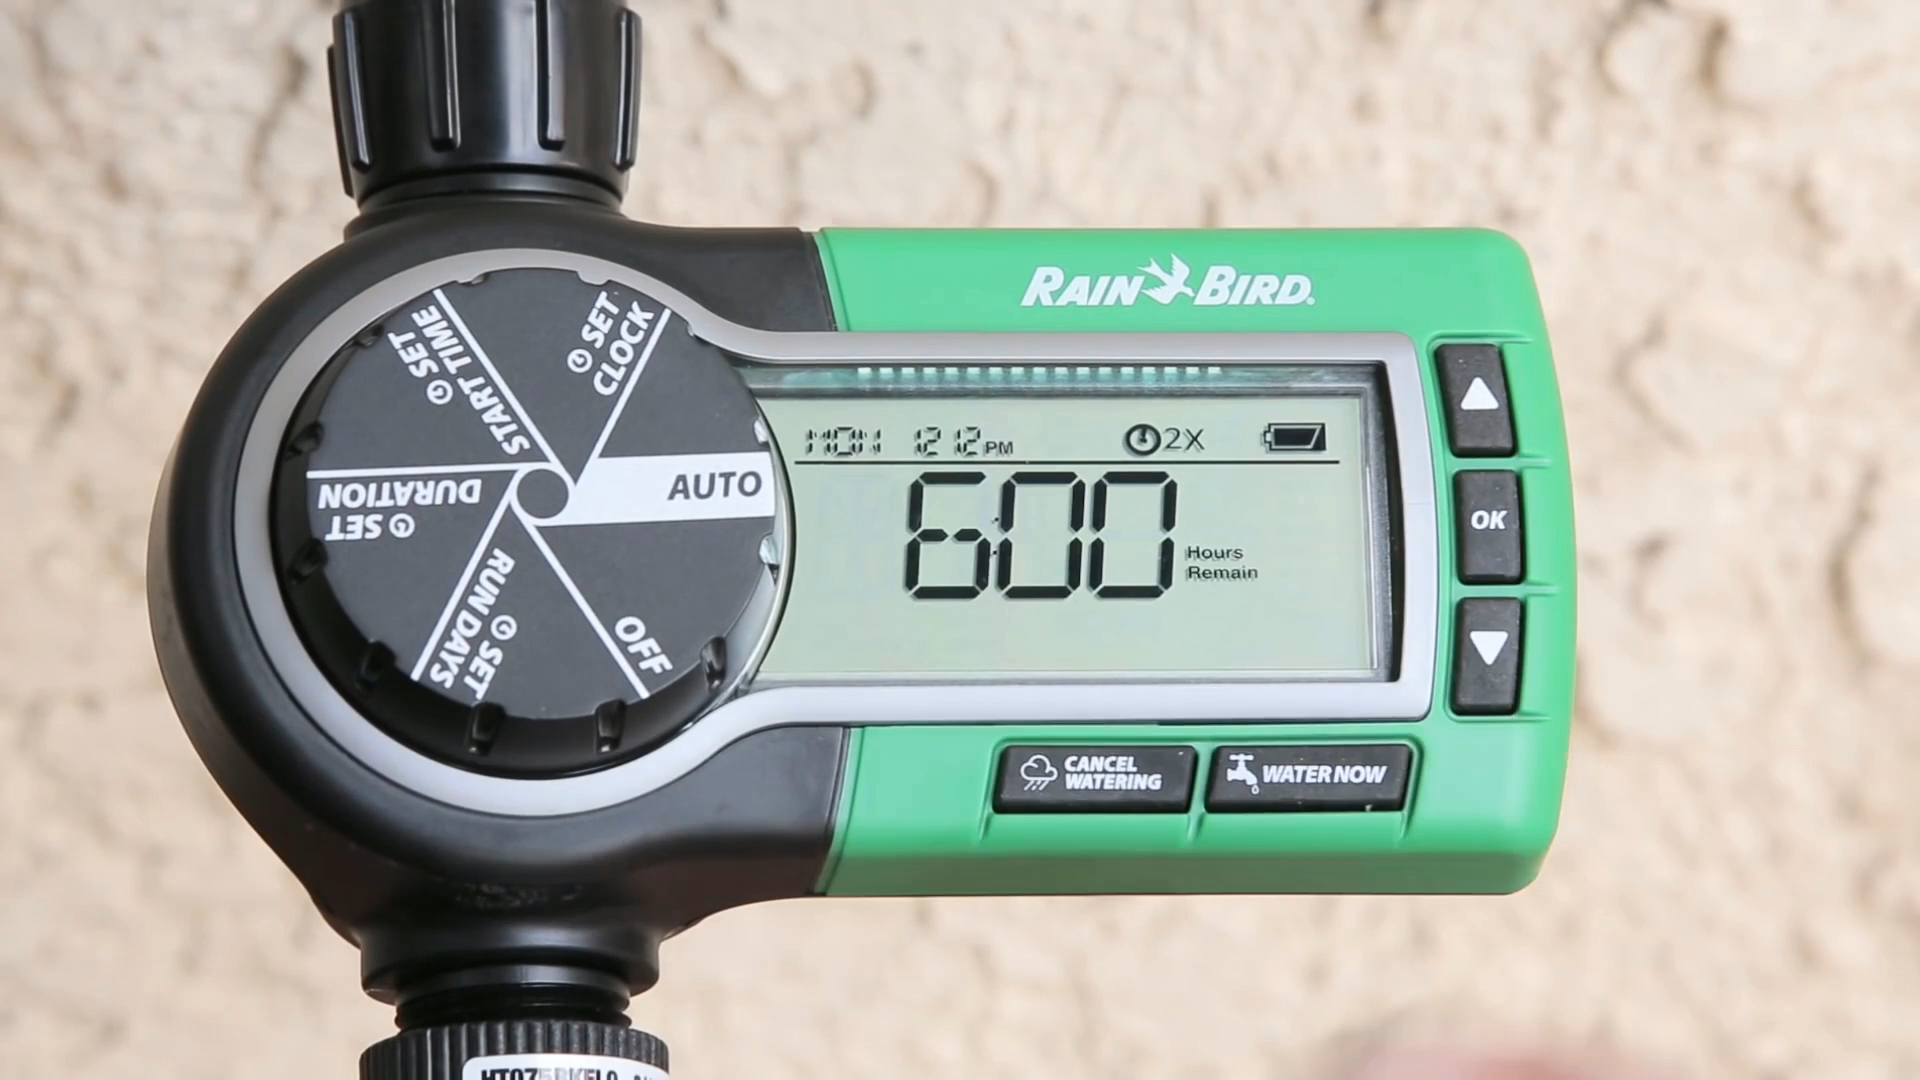 RAIN BIRD®
SET
CLOCK
SET
START TIME
SET
DURATION
SET
RUN DAYS
OFF
AUTO
MON 12 12 PM 2X
600
Hours
Remain
OK
CANCEL
WATERING
WATER NOW